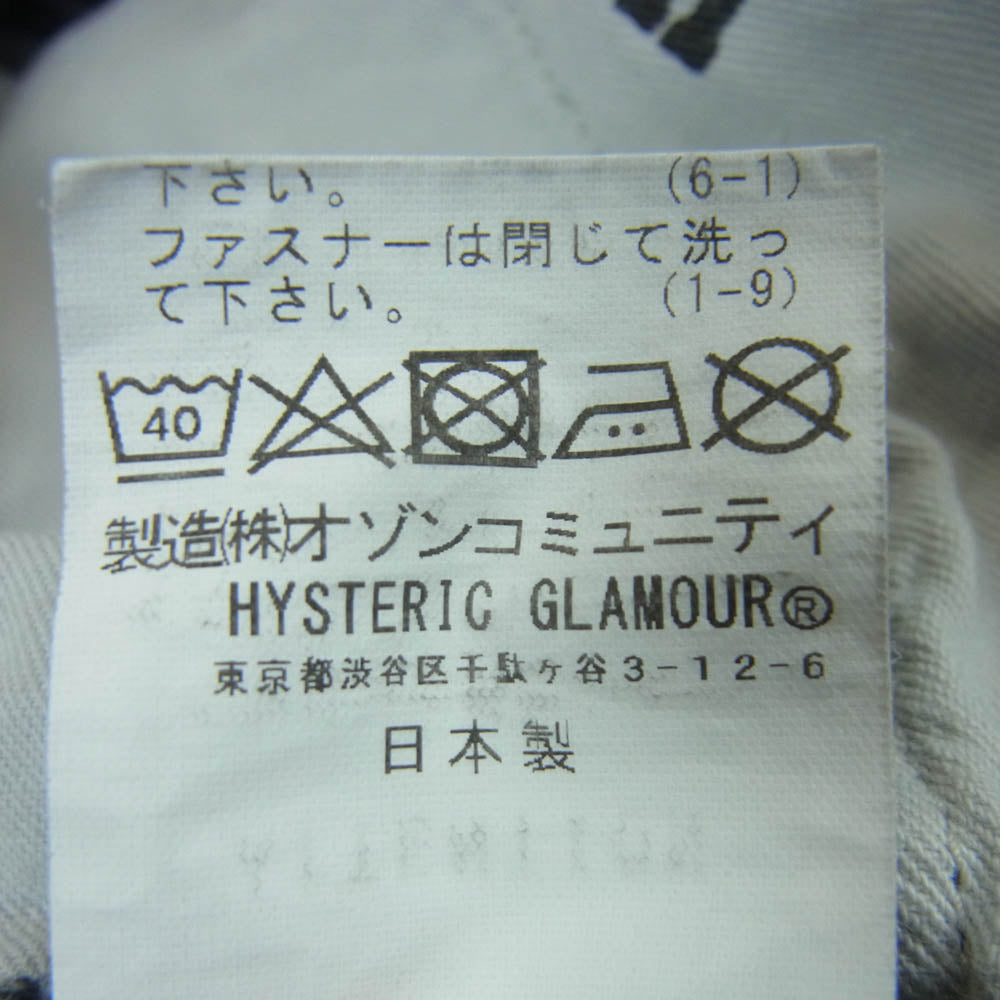 下さい。 (6-1)
ファスナーは閉じて洗っ
て下さい。 (1-9)
40
製造(株)オゾンコミュニティ
HYSTERIC GLAMOUR®
東京都渋谷区千駄ヶ谷3-12-6
日本製